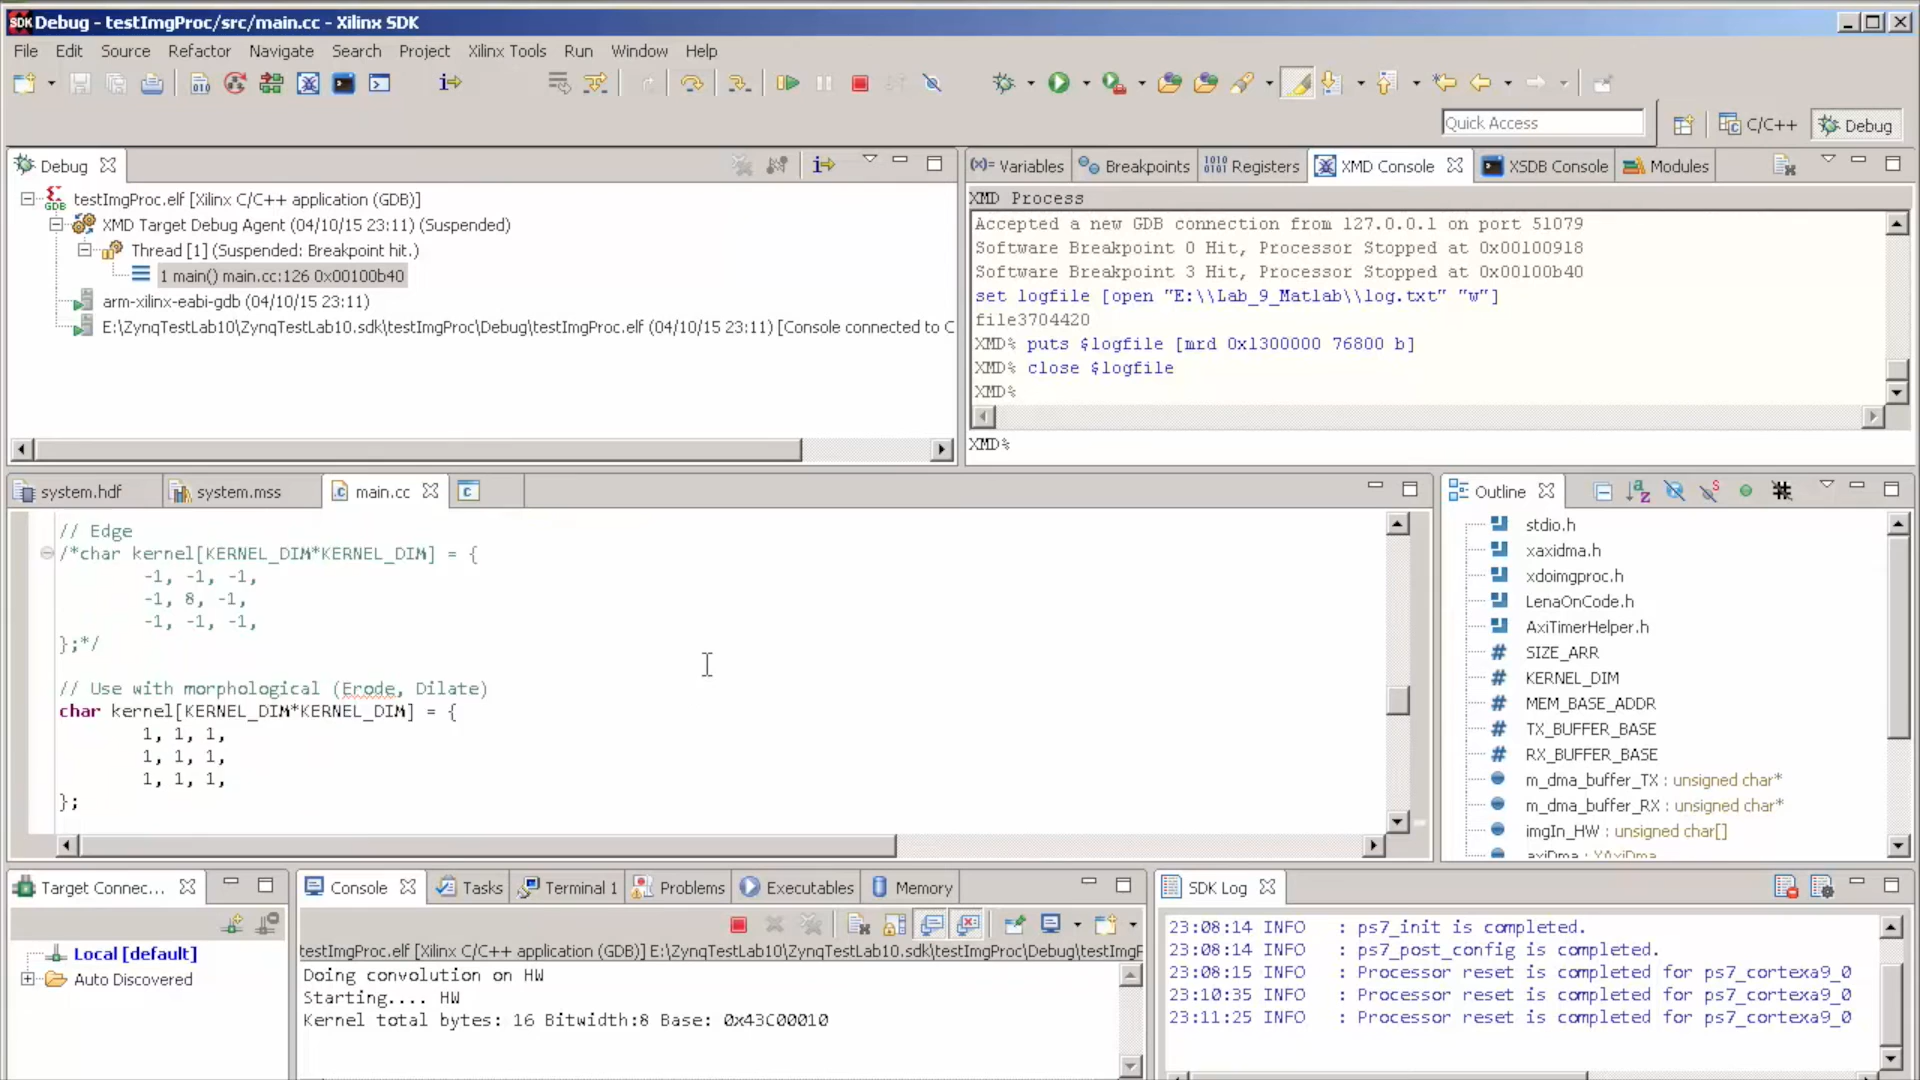 Debug - testImgProc/src/main.cc - Xilinx SDK
File Edit Source Refactor Navigate Search Project Xilinx Tools Run Window Help
Quick Access
C/C++
Debug
Debug
testImgProc.elf [Xilinx C/C++ application (GDB)]
XMD Target Debug Agent (04/10/15 23:11) (Suspended)
Thread [1] (Suspended: Breakpoint hit.)
1 main() main.cc:126 0x00100b40
arm-xilinx-eabi-gdb (04/10/15 23:11)
E:\ZynqTestLab10\ZynqTestLab10.sdk\testImgProc\Debug\testImgProc.elf (04/10/15 23:11) [Console connected to C
(x)= Variables Breakpoints Registers XMD Console XSDB Console Modules
XMD Process
Accepted a new GDB connection from 127.0.0.1 on port 51079
Software Breakpoint 0 Hit, Processor Stopped at 0x00100918
Software Breakpoint 3 Hit, Processor Stopped at 0x00100b40
set logfile [open "E:\\Lab_9_Matlab\\log.txt" "w"]
file3704420
XMD% puts $logfile [mrd 0x1300000 76800 b]
XMD% close $logfile
XMD%
XMD%
system.hdf system.mss main.cc
// Edge
/*char kernel[KERNEL_DIM*KERNEL_DIM] = {
-1, -1, -1,
-1, 8, -1,
-1, -1, -1,
};*/
// Use with morphological (Erode, Dilate)
char kernel[KERNEL_DIM*KERNEL_DIM] = {
1, 1, 1,
1, 1, 1,
1, 1, 1,
};
Outline
stdio.h
xaxidma.h
xdoimgproc.h
LenaOnCode.h
AxiTimerHelper.h
SIZE_ARR
KERNEL_DIM
MEM_BASE_ADDR
TX_BUFFER_BASE
RX_BUFFER_BASE
m_dma_buffer_TX : unsigned char*
m_dma_buffer_RX : unsigned char*
imgIn_HW : unsigned char[]
axiDma : XAxiDma
Target Connec...
Local [default]
Auto Discovered
Console Tasks Terminal 1 Problems Executables Memory
testImgProc.elf [Xilinx C/C++ application (GDB)] E:\ZynqTestLab10\ZynqTestLab10.sdk\testImgProc\Debug\testImgP
Doing convolution on HW
Starting.... HW
Kernel total bytes: 16 Bitwidth:8 Base: 0x43C00010
SDK Log
23:08:14 INFO : ps7_init is completed.
23:08:14 INFO : ps7_post_config is completed.
23:08:15 INFO : Processor reset is completed for ps7_cortexa9_0
23:10:35 INFO : Processor reset is completed for ps7_cortexa9_0
23:11:25 INFO : Processor reset is completed for ps7_cortexa9_0